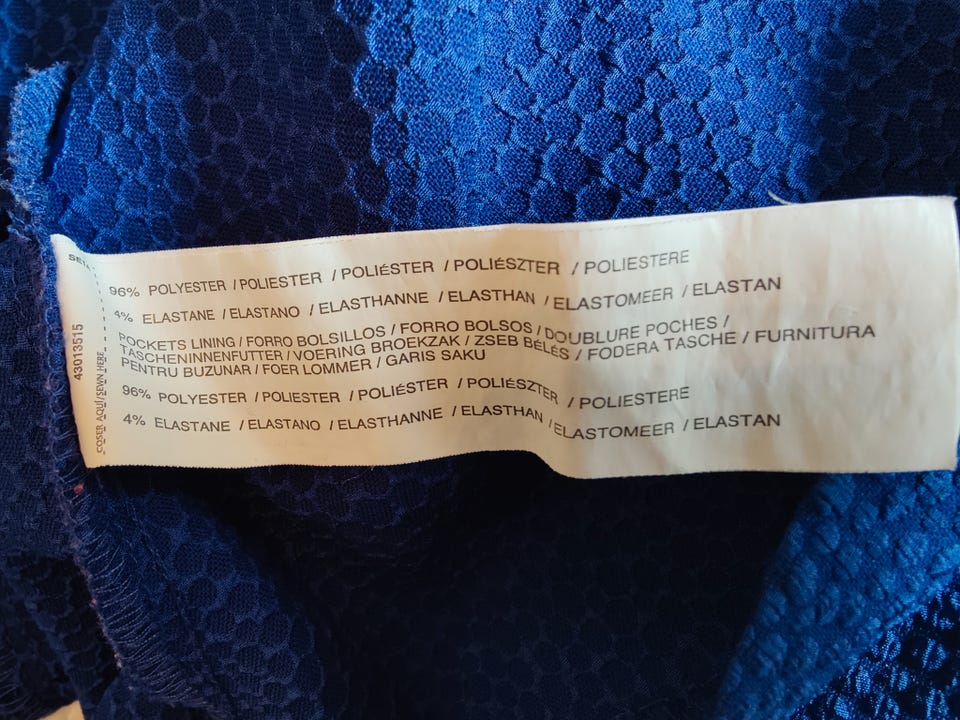 96% POLYESTER / POLIESTER / POLIÉSTER / POLIÉSZTER / POLIESTERE
4% ELASTANE / ELASTANO / ELASTHANNE / ELASTHAN / ELASTOMEER / ELASTAN
POCKETS LINING / FORRO BOLSILLOS / FORRO BOLSOS / DOUBLURE POCHES /
TASCHENINNENFUTTER / VOERING BROEKZAK / ZSEB BÉLÉS / FODERA TASCHE / FURNITURA
PENTRU BUZUNAR / FOER LOMMER / GARIS SAKU
96% POLYESTER / POLIESTER / POLIÉSTER / POLIÉSZTER / POLIESTERE
4% ELASTANE / ELASTANO / ELASTHANNE / ELASTHAN / ELASTOMEER / ELASTAN
43013515
COSER AQUÍ/SEWN HERE